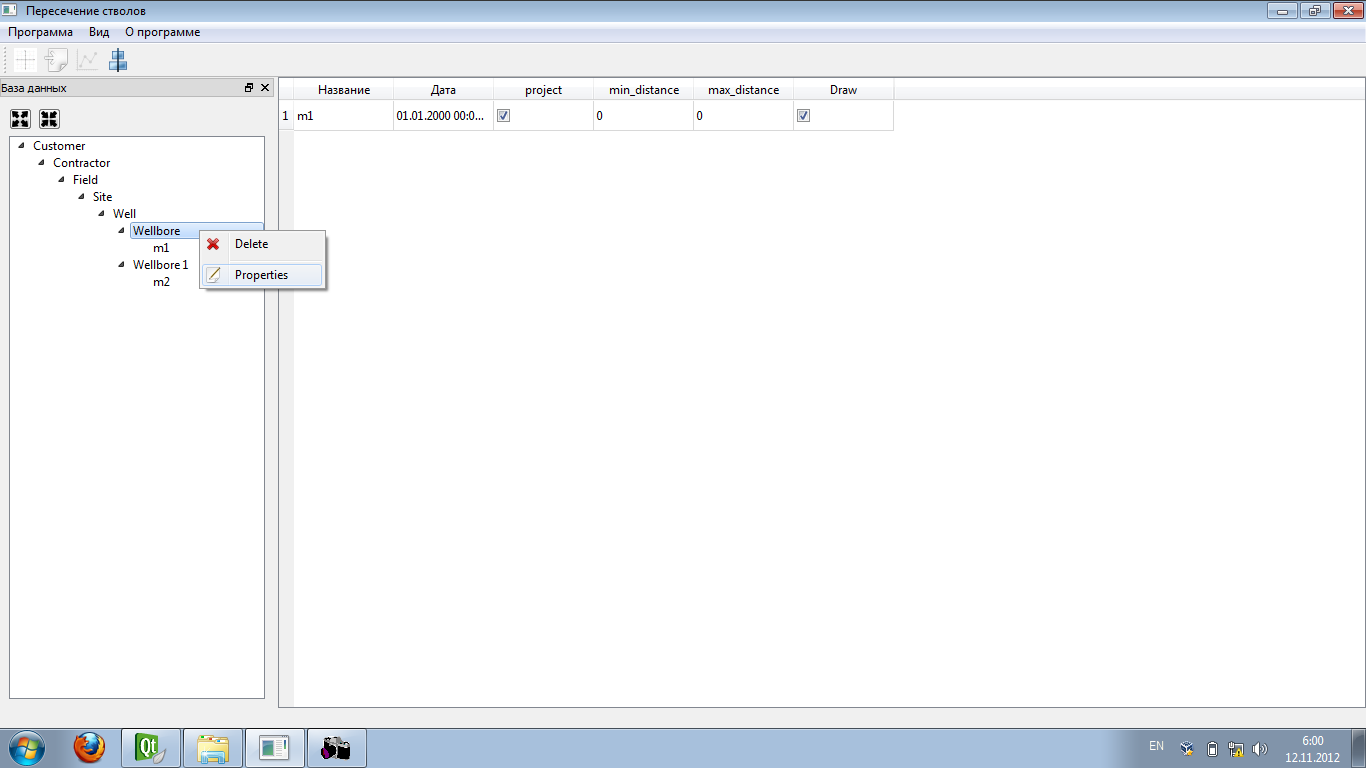 Пересечение стволов
Программа Вид О программе
База данных
Название Дата project min_distance max_distance Draw
1 m1 01.01.2000 00:0... 0 0
Customer
Contractor
Field
Site
Well
Wellbore
m1
Wellbore 1
m2
Delete
Properties
Qt
EN
6:00
12.11.2012